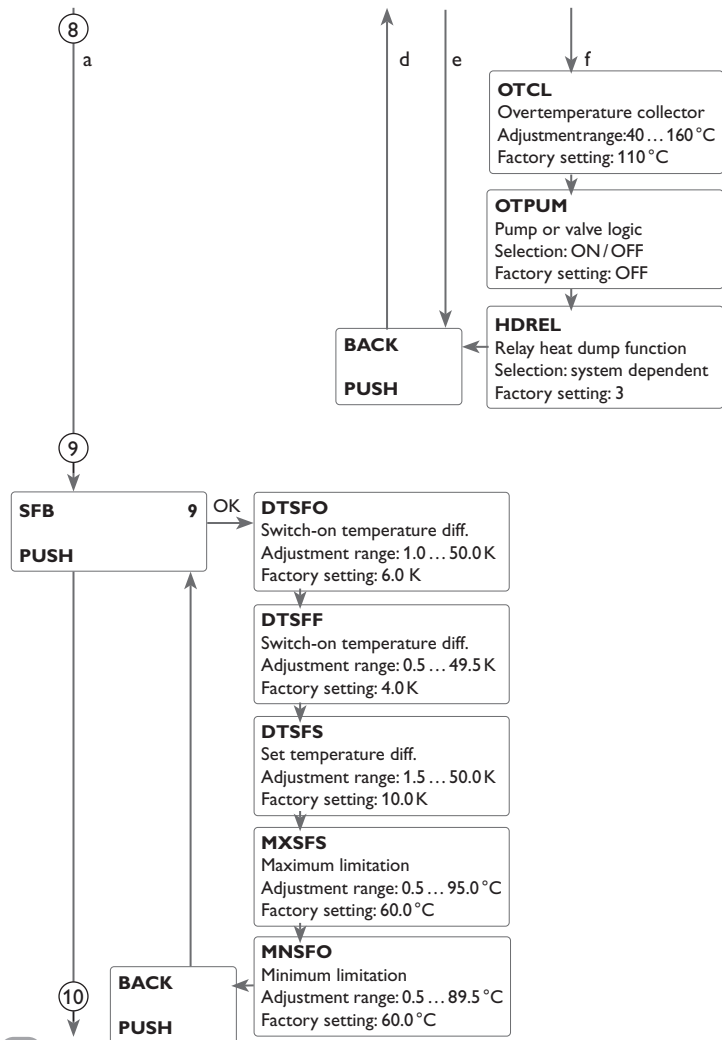 8
a
d
e
f
OTCL
Overtemperature collector
Adjustmentrange:40 ... 160 °C
Factory setting: 110 °C
OTPUM
Pump or valve logic
Selection: ON / OFF
Factory setting: OFF
HDREL
Relay heat dump function
Selection: system dependent
Factory setting: 3
BACK
PUSH
9
SFB 9
PUSH
OK
DTSFO
Switch-on temperature diff.
Adjustment range: 1.0 ... 50.0 K
Factory setting: 6.0 K
DTSFF
Switch-on temperature diff.
Adjustment range: 0.5 ... 49.5 K
Factory setting: 4.0 K
DTSFS
Set temperature diff.
Adjustment range: 1.5 ... 50.0 K
Factory setting: 10.0 K
MXSFS
Maximum limitation
Adjustment range: 0.5 ... 95.0 °C
Factory setting: 60.0 °C
MNSFO
Minimum limitation
Adjustment range: 0.5 ... 89.5 °C
Factory setting: 60.0 °C
BACK
PUSH
10